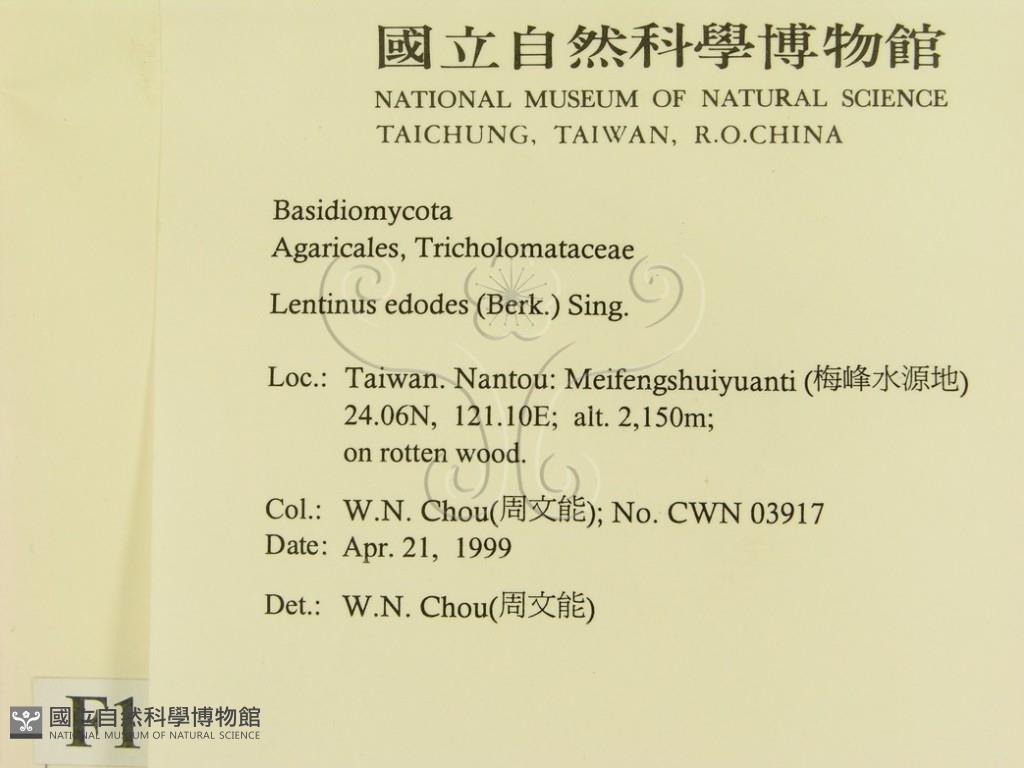 國立自然科學博物館
NATIONAL MUSEUM OF NATURAL SCIENCE
TAICHUNG, TAIWAN, R.O.CHINA
Basidiomycota
Agaricales, Tricholomataceae
Lentinus edodes (Berk.) Sing.
Loc.: Taiwan. Nantou: Meifengshuiyuanti (梅峰水源地)
24.06N, 121.10E; alt. 2,150m;
on rotten wood.
Col.: W.N. Chou(周文能); No. CWN 03917
Date: Apr. 21, 1999
Det.: W.N. Chou(周文能)
F1
國立自然科學博物館
NATIONAL MUSEUM OF NATURAL SCIENCE